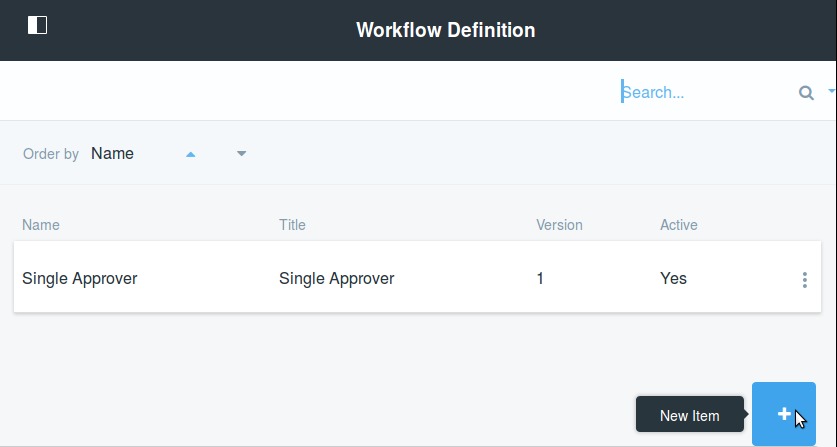 Workflow Definition
Search...
Order by Name
Name Title Version Active
Single Approver Single Approver 1 Yes
New Item